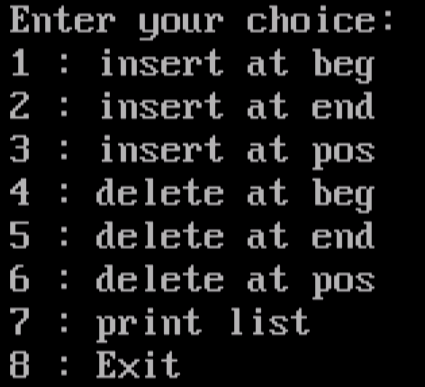 Enter your choice:
1 : insert at beg
2 : insert at end
3 : insert at pos
4 : delete at beg
5 : delete at end
6 : delete at pos
7 : print list
8 : Exit